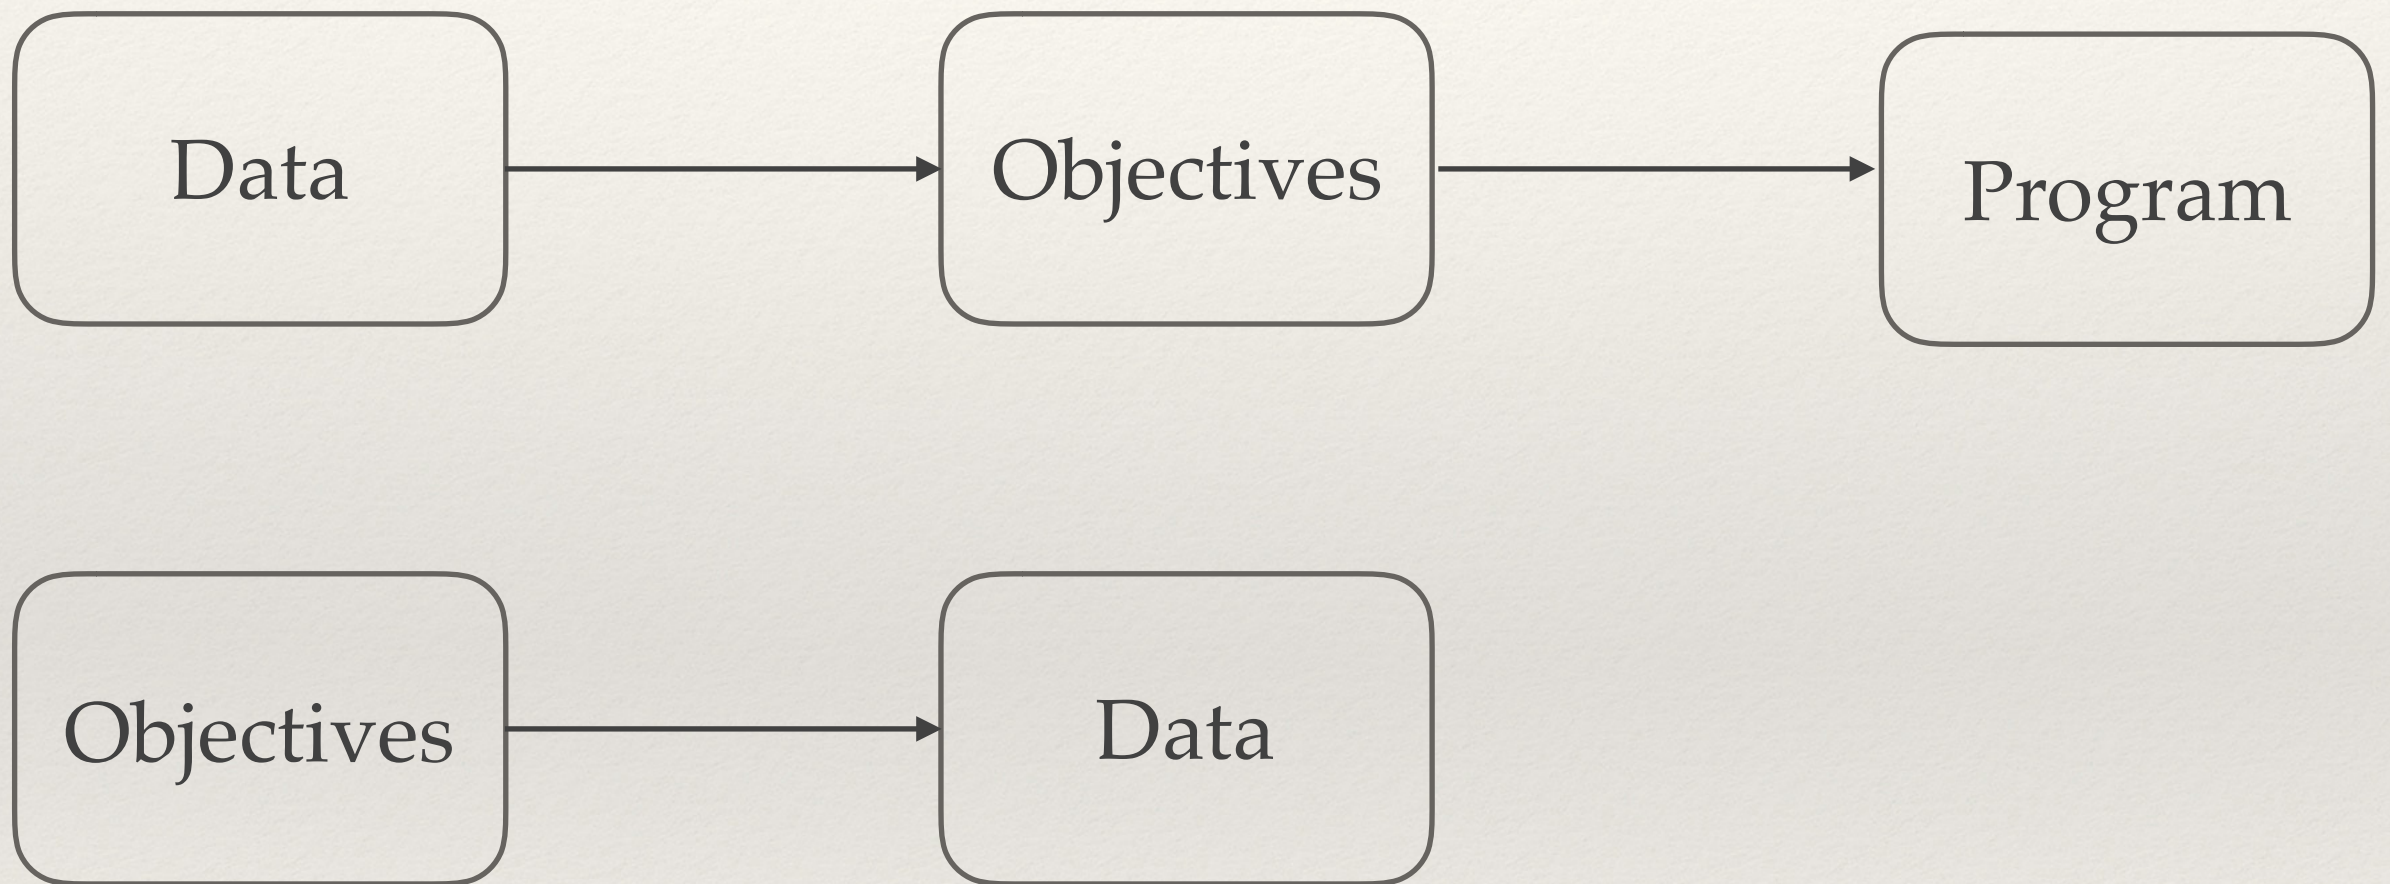 Data
Objectives
Program
Objectives
Data